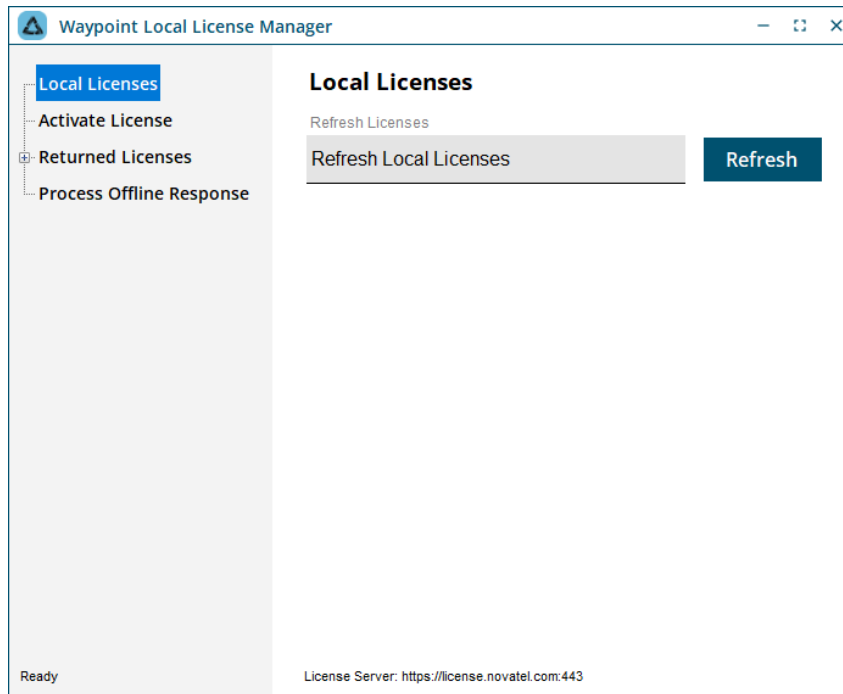 Waypoint Local License Manager
Local Licenses
Activate License
Returned Licenses
Process Offline Response
Local Licenses
Refresh Licenses
Refresh Local Licenses
Refresh
Ready
License Server: https://license.novatel.com:443